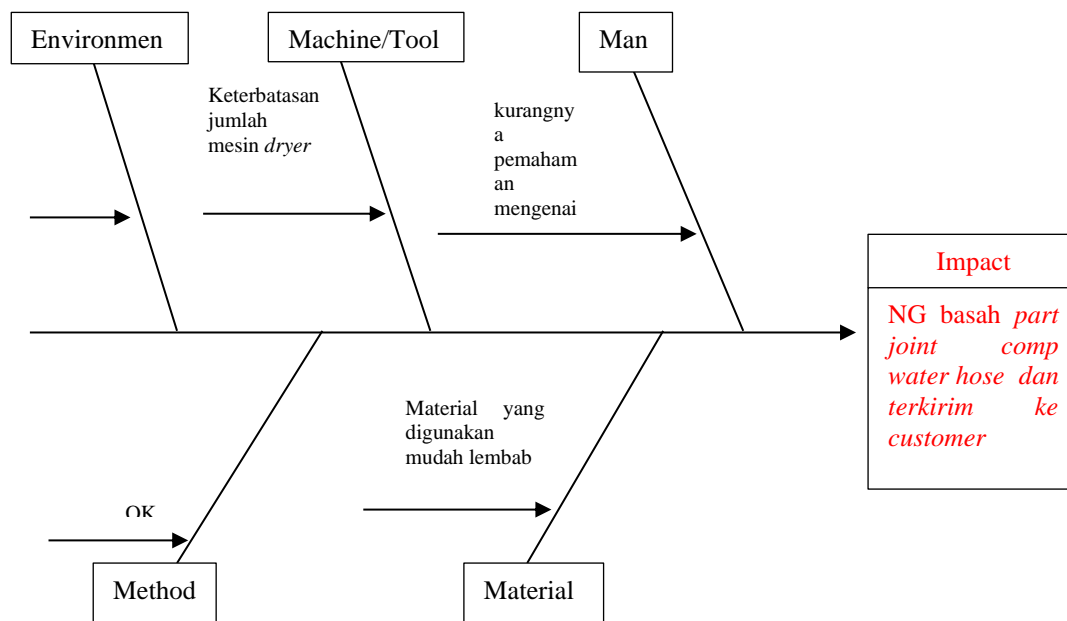 Environmen
Machine/Tool
Man
Keterbatasan
jumlah
mesin dryer
kurangny
a
pemaham
an
mengenai
Impact
NG basah part
joint comp
water hose dan
terkirim ke
customer
Material yang
digunakan
mudah lembab
OK
Method
Material